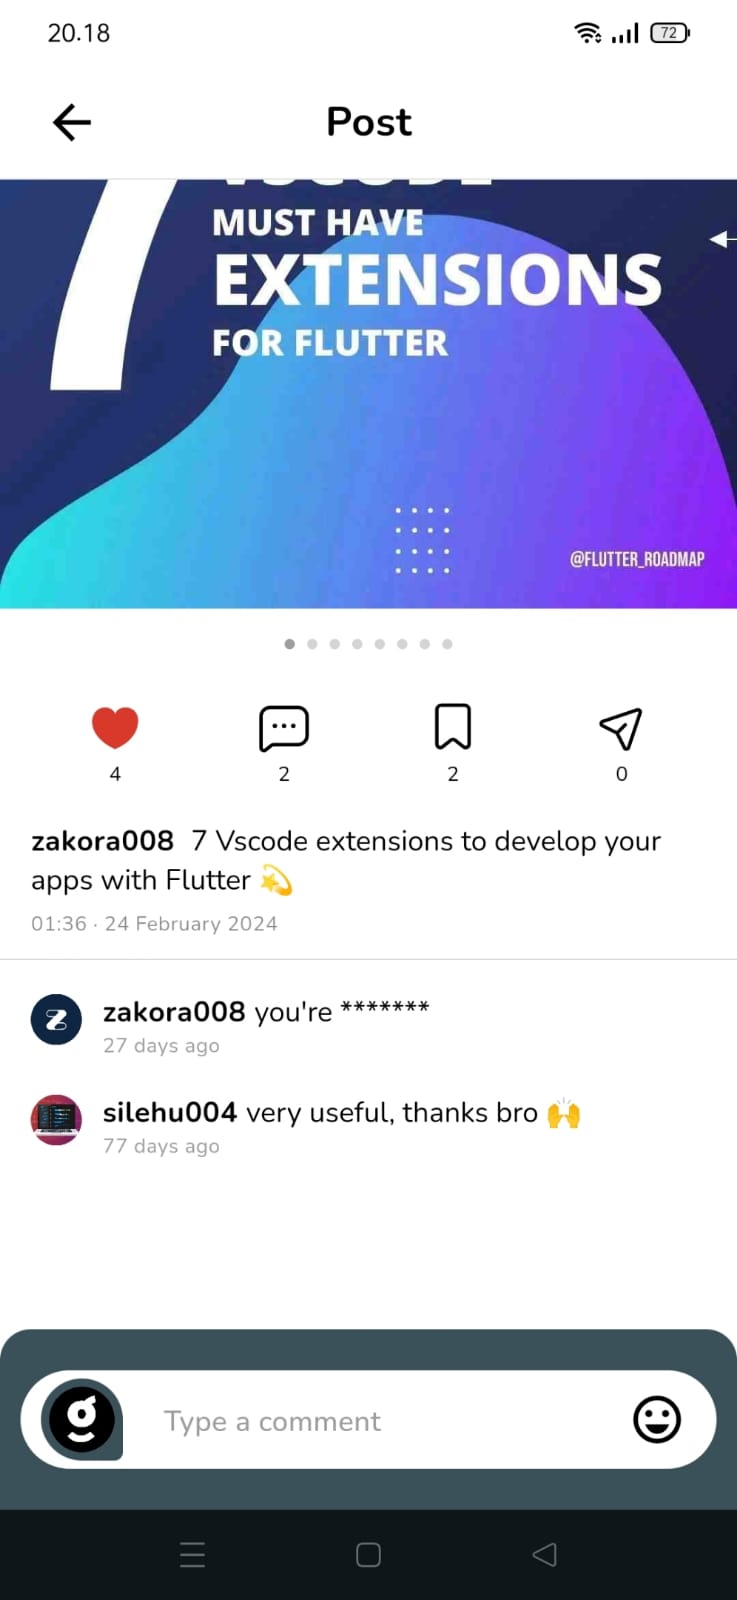 20.18
72
Post
7 VSCODE
MUST HAVE
EXTENSIONS
FOR FLUTTER
@FLUTTER_ROADMAP
4
2
2
0
zakora008 7 Vscode extensions to develop your
apps with Flutter 💫
01:36 · 24 February 2024
zakora008 you're *******
27 days ago
silehu004 very useful, thanks bro 🙌
77 days ago
Type a comment